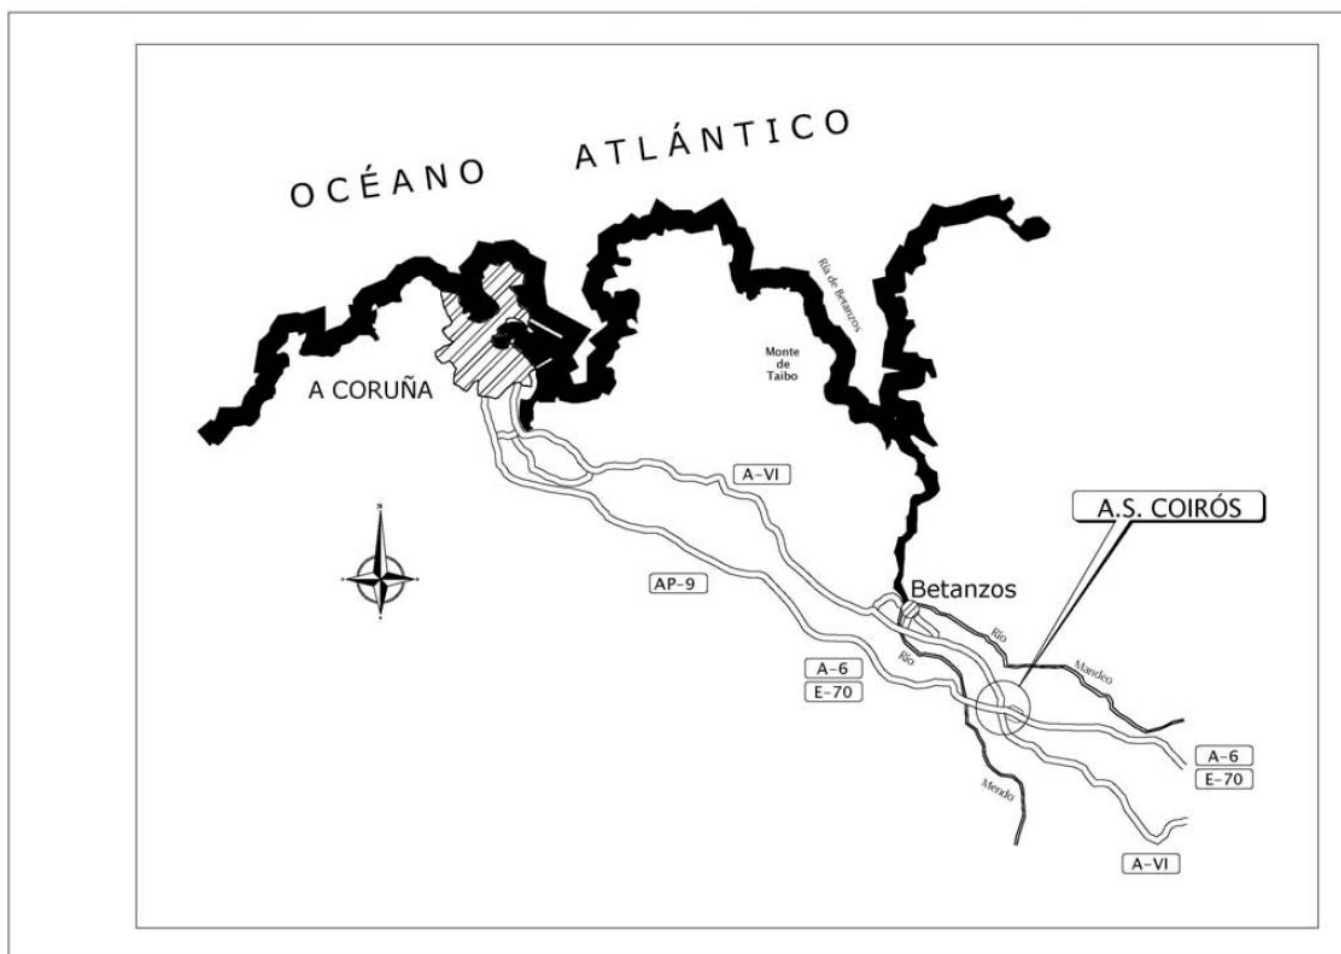 OCÉANO ATLÁNTICO
Ría de Betanzos
Monte
de
Taibo
A CORUÑA
A-VI
A.S. COIRÓS
N
AP-9
Betanzos
Río
Río
Mandeo
A-6
E-70
A-6
E-70
Mendo
A-VI